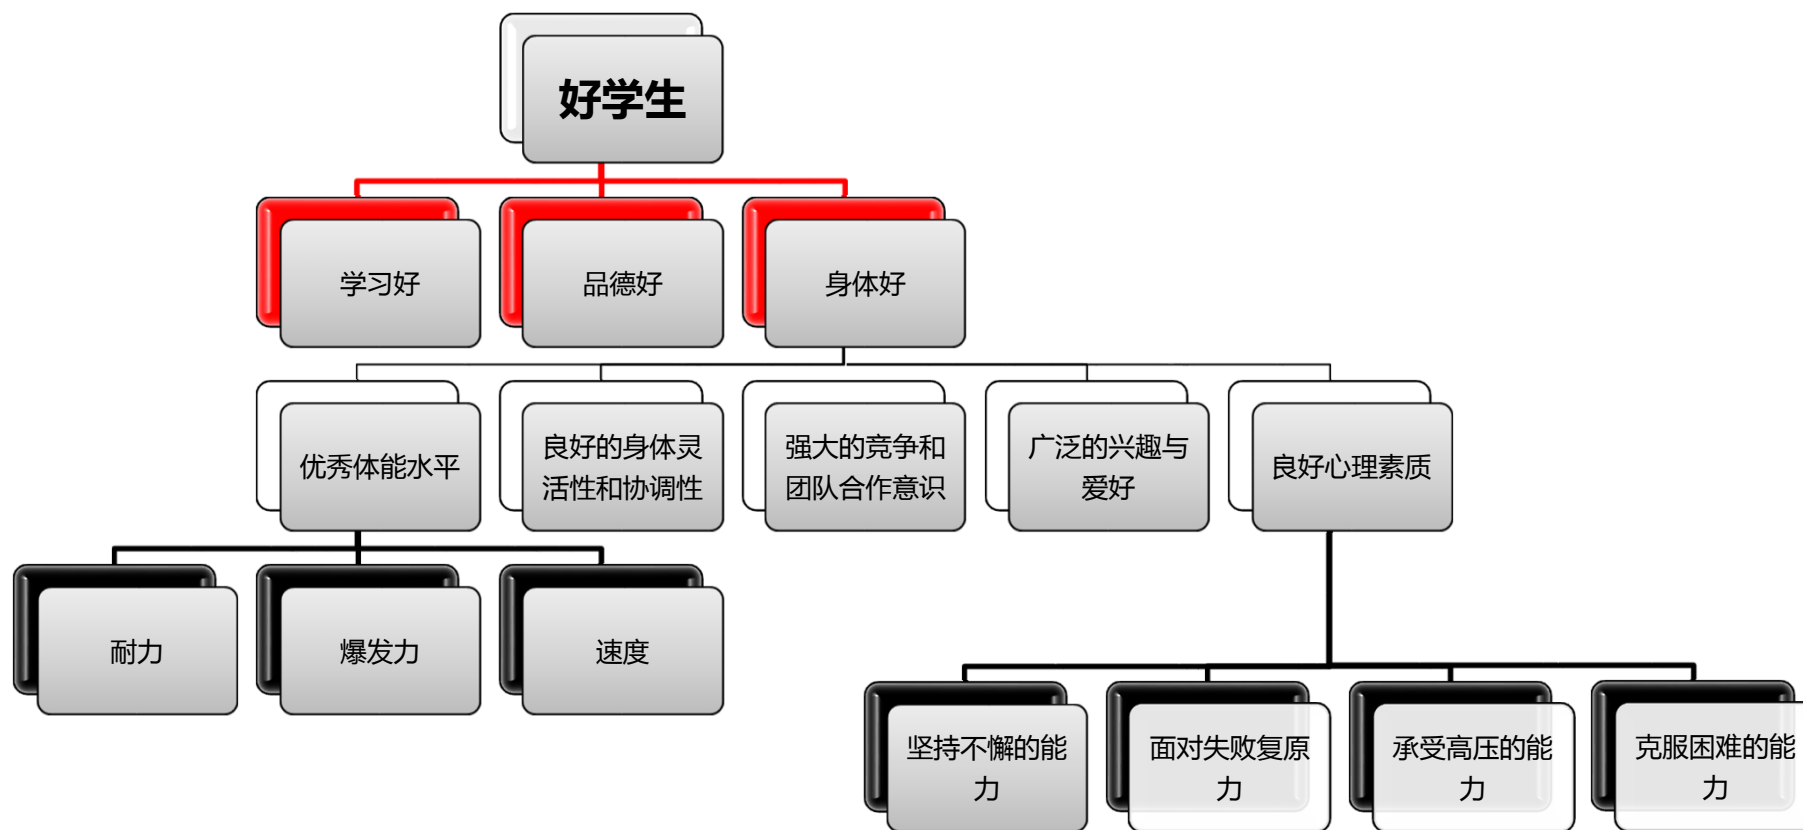 好学生
学习好
品德好
身体好
优秀体能水平
良好的身体灵
活性和协调性
强大的竞争和
团队合作意识
广泛的兴趣与
爱好
良好心理素质
耐力
爆发力
速度
坚持不懈的能
力
面对失败复原
力
承受高压的能
力
克服困难的能
力